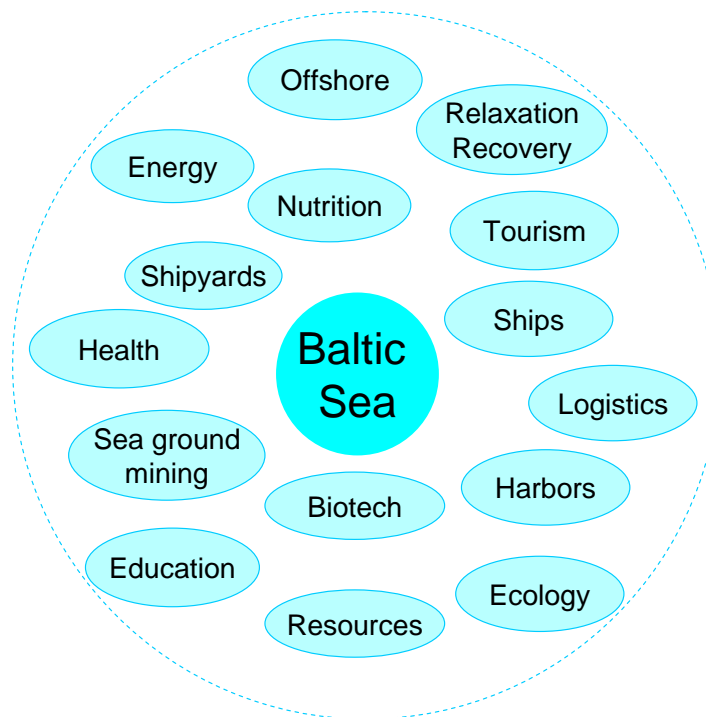 Offshore
Relaxation
Recovery
Energy
Nutrition
Tourism
Shipyards
Ships
Health
Baltic
Sea
Logistics
Sea ground
mining
Harbors
Biotech
Education
Ecology
Resources